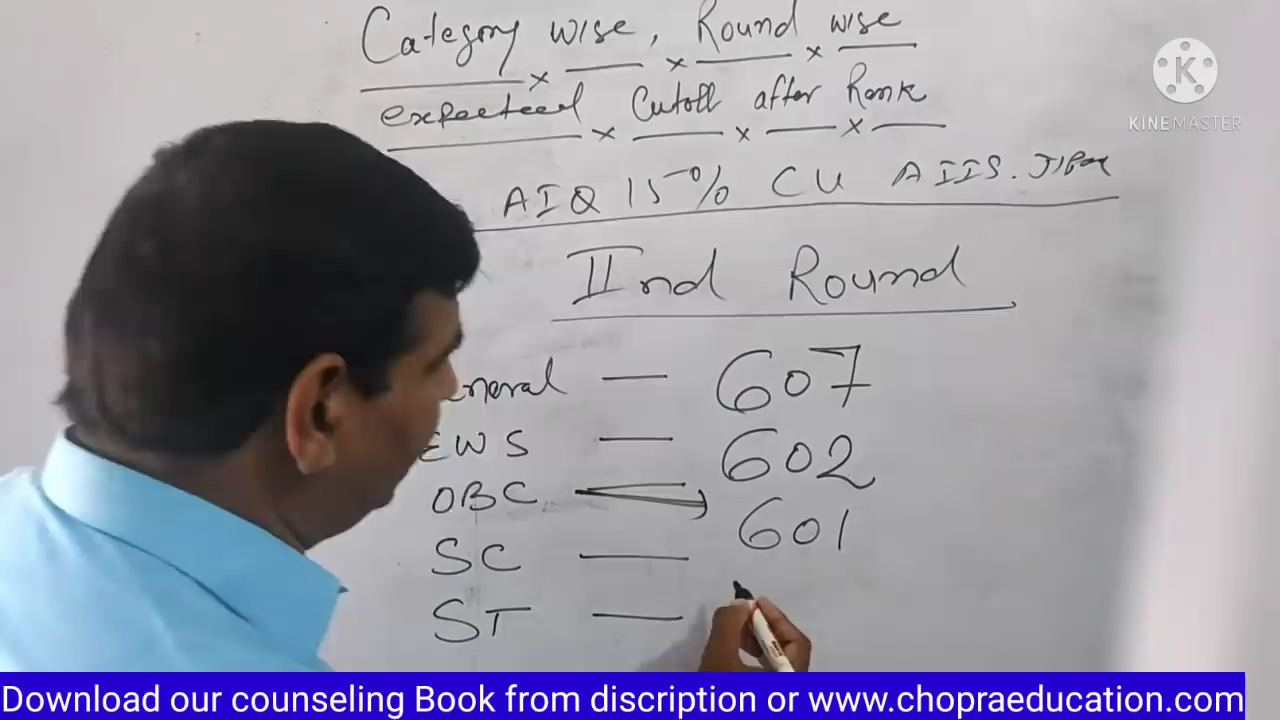 Category wise, Round wise
KINEMASTER
expected Cutoff after Rank
AIQ 15% CU AIIS. JIPM
IInd Round
neral — 607
EWS — 602
OBC 601
SC —
ST —
Download our counseling Book from discription or www.chopraeducation.com